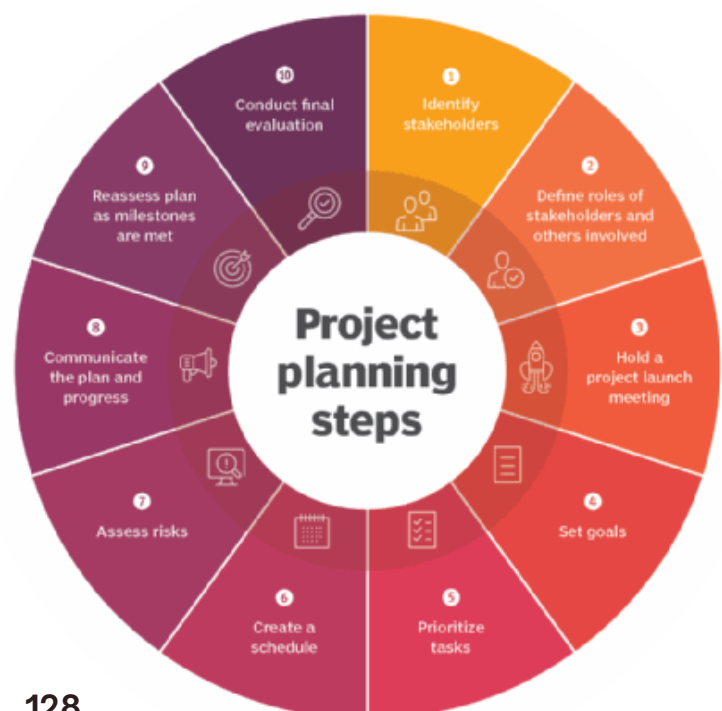 Project
planning
steps
1
Identify
stakeholders
2
Define roles of
stakeholders and
others involved
3
Hold a
project launch
meeting
4
Set goals
5
Prioritize
tasks
6
Create a
schedule
7
Assess risks
8
Communicate
the plan and
progress
9
Reassess plan
as milestones
are met
10
Conduct final
evaluation
128